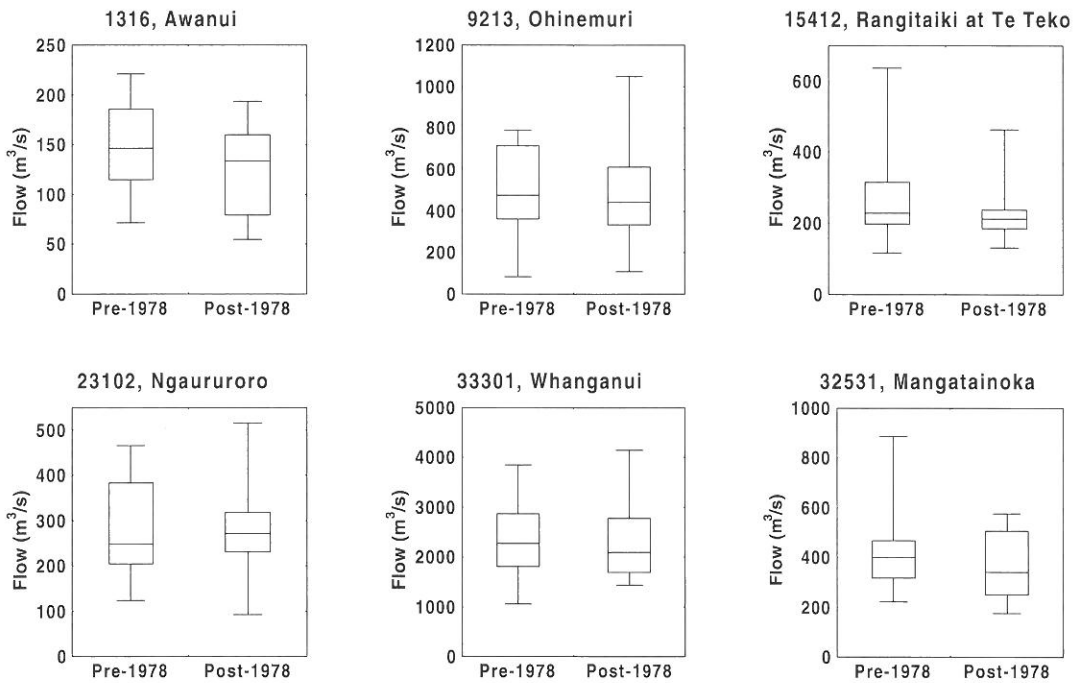 1316, Awanui
250
200
150
100
50
0
Flow (m³/s)
Pre-1978 Post-1978
9213, Ohinemuri
1200
1000
800
600
400
200
0
Flow (m³/s)
Pre-1978 Post-1978
15412, Rangitaiki at Te Teko
600
400
200
0
Flow (m³/s)
Pre-1978 Post-1978
23102, Ngaururoro
500
400
300
200
100
0
Flow (m³/s)
Pre-1978 Post-1978
33301, Whanganui
5000
4000
3000
2000
1000
0
Flow (m³/s)
Pre-1978 Post-1978
32531, Mangatainoka
1000
800
600
400
200
0
Flow (m³/s)
Pre-1978 Post-1978